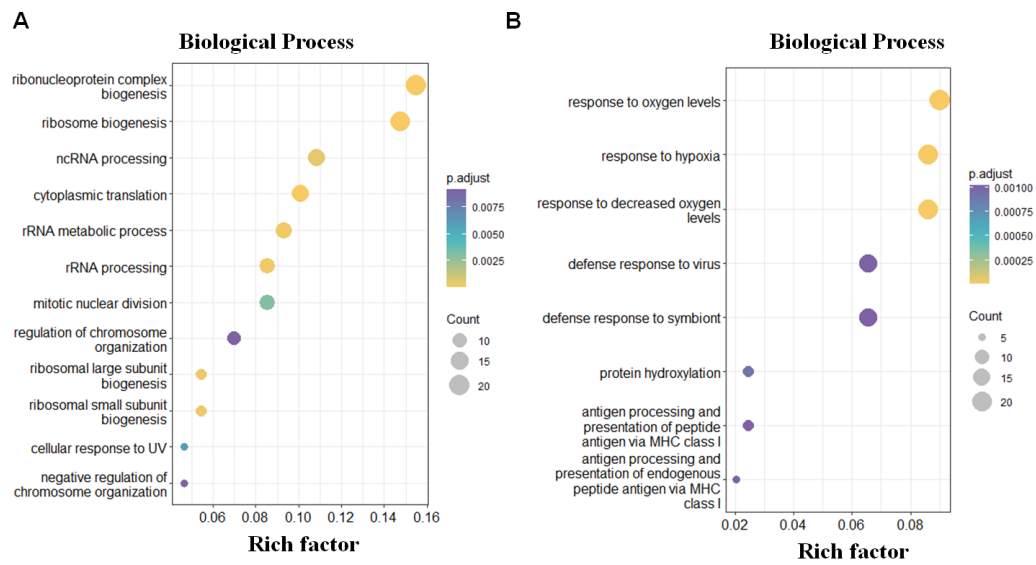 A
Biological Process
ribonucleoprotein complex
biogenesis
ribosome biogenesis
ncRNA processing
cytoplasmic translation
rRNA metabolic process
rRNA processing
mitotic nuclear division
regulation of chromosome
organization
ribosomal large subunit
biogenesis
ribosomal small subunit
biogenesis
cellular response to UV
negative regulation of
chromosome organization
0.06 0.08 0.10 0.12 0.14 0.16
Rich factor
p.adjust
0.0075
0.0050
0.0025
Count
10
15
20
B
Biological Process
response to oxygen levels
response to hypoxia
response to decreased oxygen
levels
defense response to virus
defense response to symbiont
protein hydroxylation
antigen processing and
presentation of peptide
antigen via MHC class I
antigen processing and
presentation of endogenous
peptide antigen via MHC
class I
0.02 0.04 0.06 0.08
Rich factor
p.adjust
0.00100
0.00075
0.00050
0.00025
Count
5
10
15
20